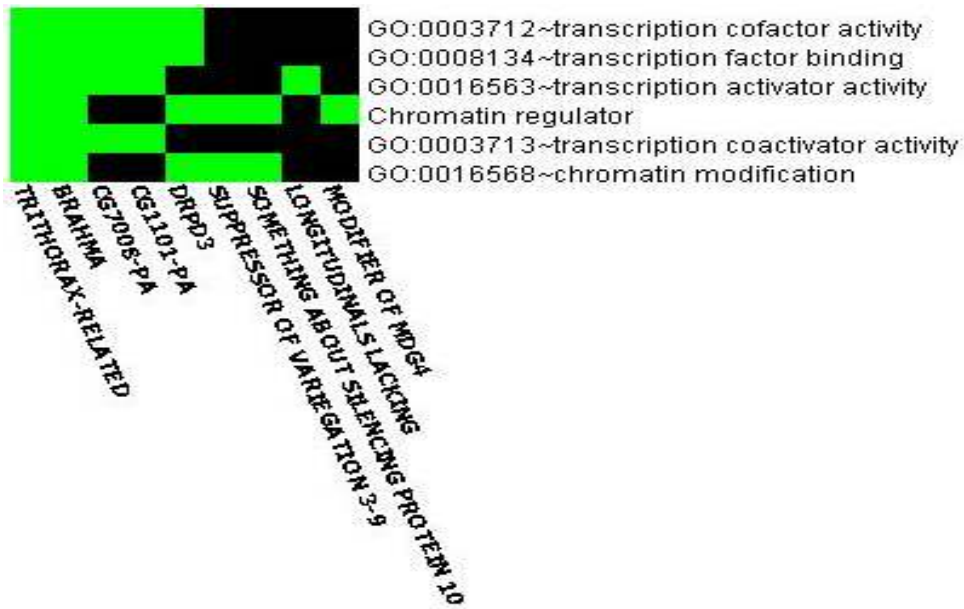 GO:0003712~transcription cofactor activity
GO:0008134~transcription factor binding
GO:0016563~transcription activator activity
Chromatin regulator
GO:0003713~transcription coactivator activity
GO:0016568~chromatin modification
TRITHORAX-RELATED
BRAHMA
CG7006-PA
CG1101-PA
DRPD3
SUPPRESSOR OF VARIEGATION 3-9
SOMETHING ABOUT SILENCING PROTEIN 10
LONGITUDINALS LACKING
MODIFIER OF MDG4